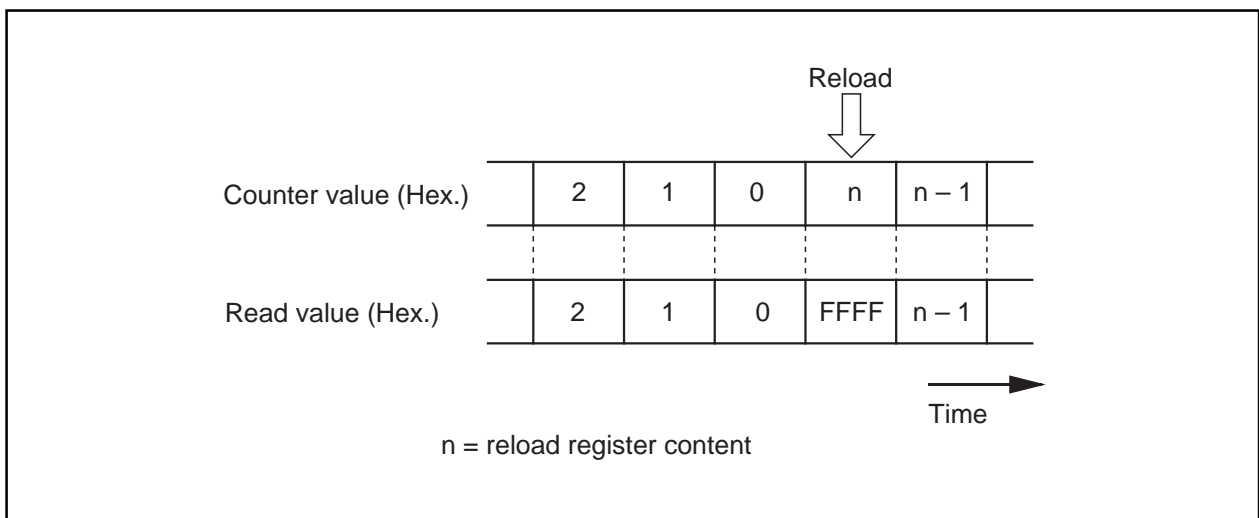 Reload
Counter value (Hex.) 2 1 0 n n – 1
Read value (Hex.) 2 1 0 FFFF n – 1
Time
n = reload register content